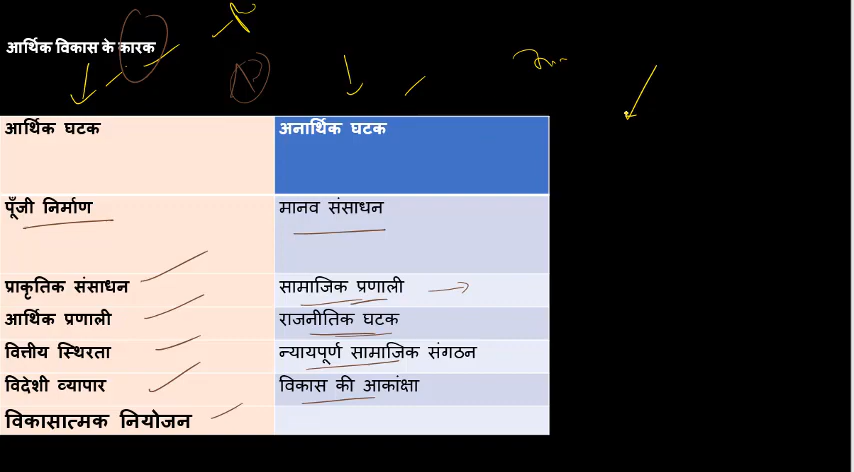 आर्थिक विकास के कारक
आर्थिक घटक अनार्थिक घटक
पूँजी निर्माण मानव संसाधन
प्राकृतिक संसाधन सामाजिक प्रणाली
आर्थिक प्रणाली राजनीतिक घटक
वित्तीय स्थिरता न्यायपूर्ण सामाजिक संगठन
विदेशी व्यापार विकास की आकांक्षा
विकासात्मक नियोजन